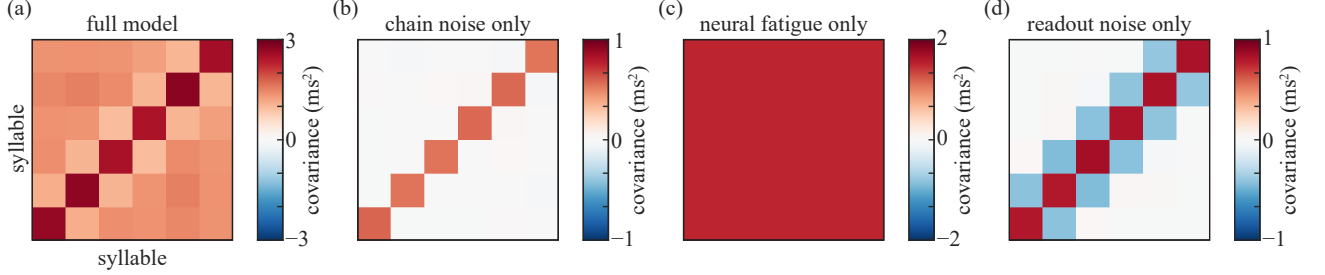 (a)
full model
syllable
syllable
3
0
−3
covariance (ms²)
(b)
chain noise only
1
0
−1
covariance (ms²)
(c)
neural fatigue only
2
0
−2
covariance (ms²)
(d)
readout noise only
1
0
−1
covariance (ms²)